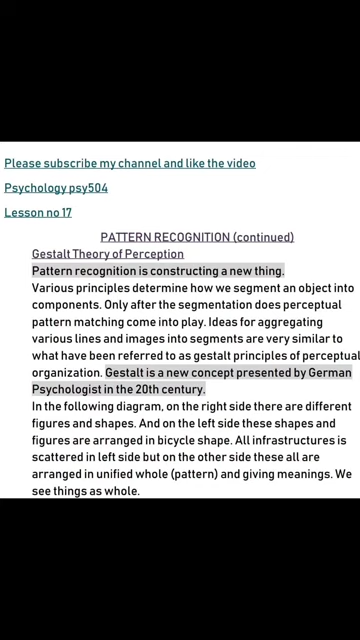 Please subscribe my channel and like the video
Psychology psy504
Lesson no 17
PATTERN RECOGNITION (continued)
Gestalt Theory of Perception
Pattern recognition is constructing a new thing.
Various principles determine how we segment an object into
components. Only after the segmentation does perceptual
pattern matching come into play. Ideas for aggregating
various lines and images into segments are very similar to
what have been referred to as gestalt principles of perceptual
organization. Gestalt is a new concept presented by German
Psychologist in the 20th century.
In the following diagram, on the right side there are different
figures and shapes. And on the left side these shapes and
figures are arranged in bicycle shape. All infrastructures is
scattered in left side but on the other side these all are
arranged in unified whole (pattern) and giving meanings. We
see things as whole.